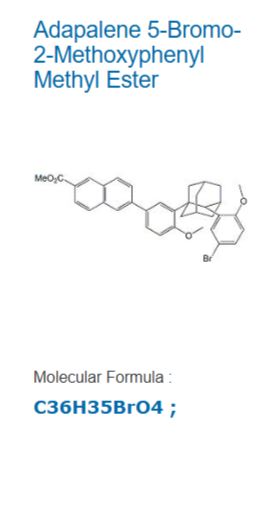 Adapalene 5-Bromo-
2-Methoxyphenyl
Methyl Ester
MeO₂C
O
O
Br
Molecular Formula :
C36H35BrO4 ;